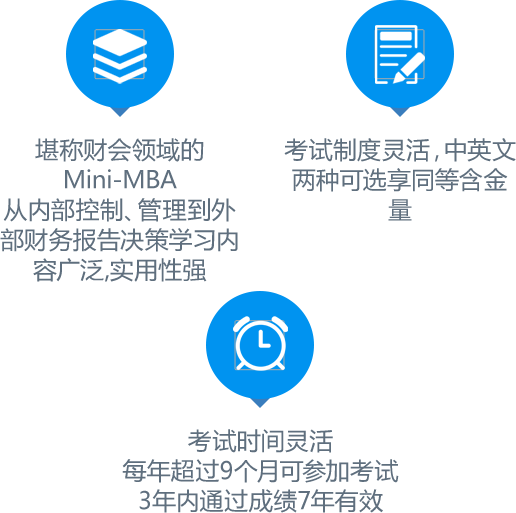 堪称财会领域的
Mini-MBA
从内部控制、管理到外
部财务报告决策学习内
容广泛,实用性强
考试制度灵活，中英文
两种可选享同等含金
量
考试时间灵活
每年超过9个月可参加考试
3年内通过成绩7年有效